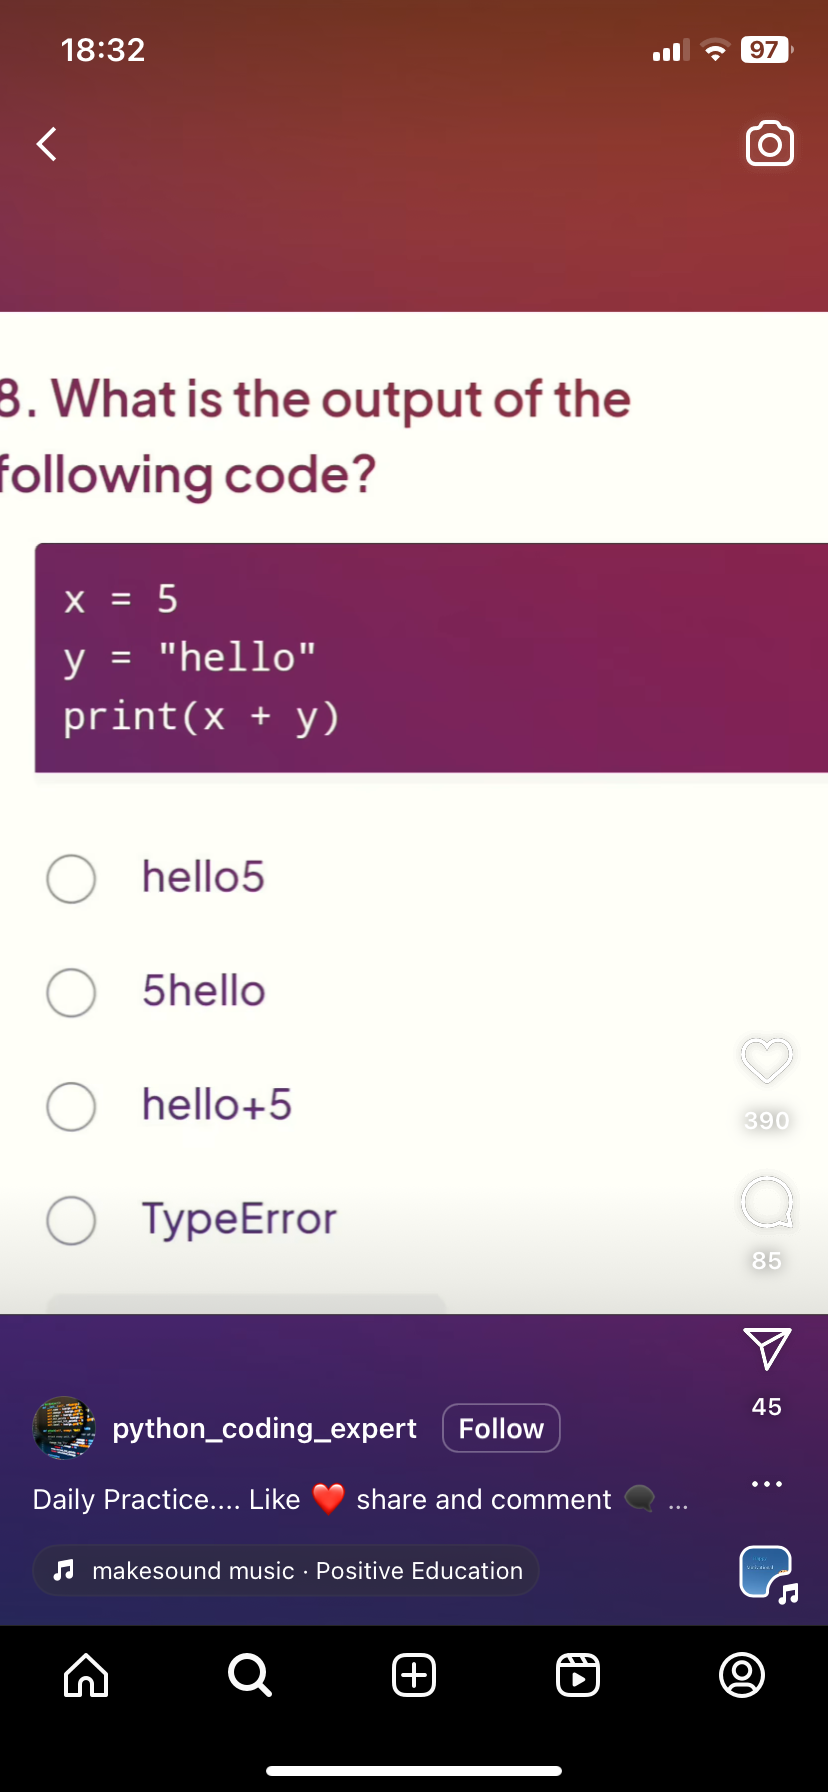 18:32
97
8. What is the output of the
following code?
x = 5
y = "hello"
print(x + y)
hello5
5hello
hello+5
TypeError
390
85
45
python_coding_expert Follow
Daily Practice.... Like ❤️ share and comment 🗨️ ...
makesound music · Positive Education